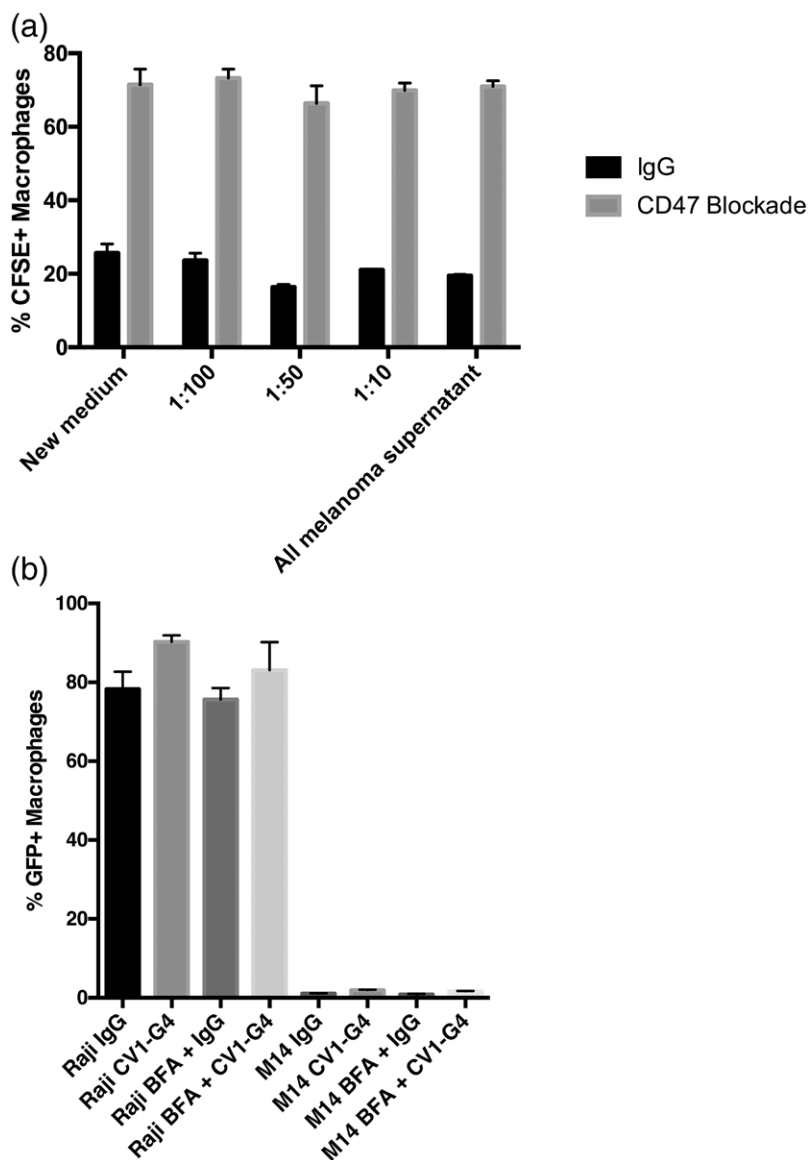 (a)
% CFSE+ Macrophages
80
60
40
20
0
New medium
1:100
1:50
1:10
All melanoma supernatant
IgG
CD47 Blockade
(b)
% GFP+ Macrophages
100
80
60
40
20
0
Raji IgG
Raji CV1-G4
Raji BFA + IgG
Raji BFA + CV1-G4
M14 IgG
M14 CV1-G4
M14 BFA + IgG
M14 BFA + CV1-G4